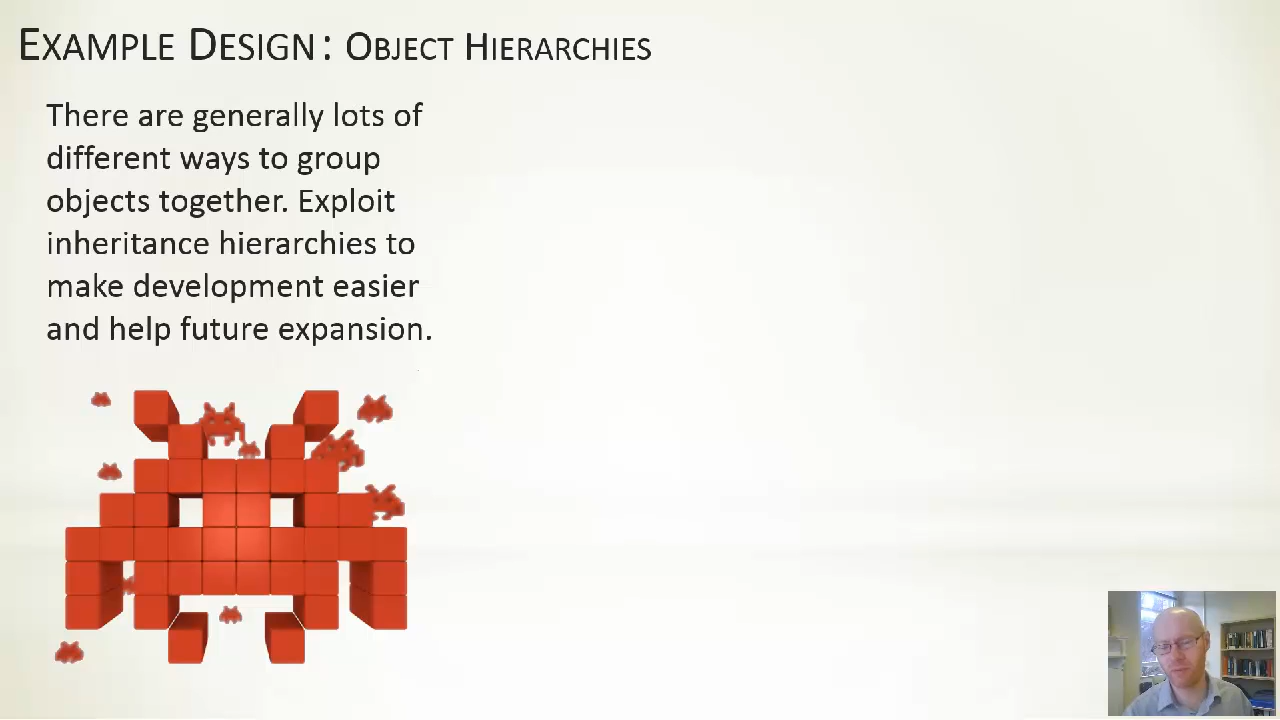 Example Design: Object Hierarchies
There are generally lots of
different ways to group
objects together. Exploit
inheritance hierarchies to
make development easier
and help future expansion.